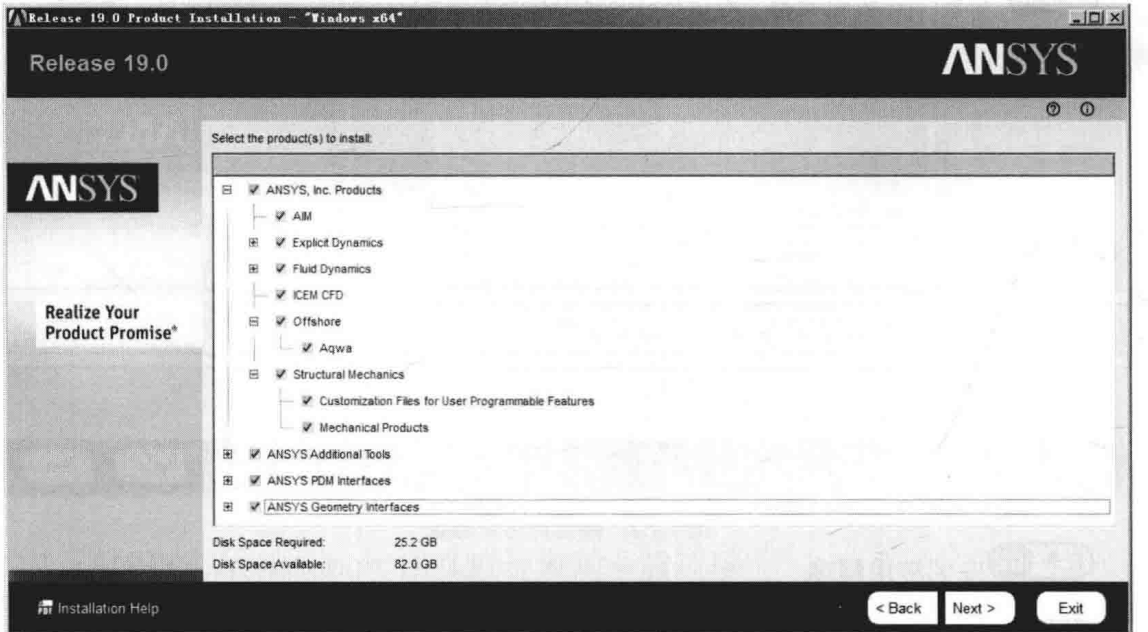 Release 19.0 Product Installation - "Windows x64"
Release 19.0
ANSYS
Select the product(s) to install:
ANSYS
Realize Your
Product Promise®
ANSYS, Inc. Products
AIM
Explicit Dynamics
Fluid Dynamics
ICEM CFD
Offshore
Aqwa
Structural Mechanics
Customization Files for User Programmable Features
Mechanical Products
ANSYS Additional Tools
ANSYS PDM Interfaces
ANSYS Geometry Interfaces
Disk Space Required: 25.2 GB
Disk Space Available: 82.0 GB
PDF Installation Help
< Back Next > Exit